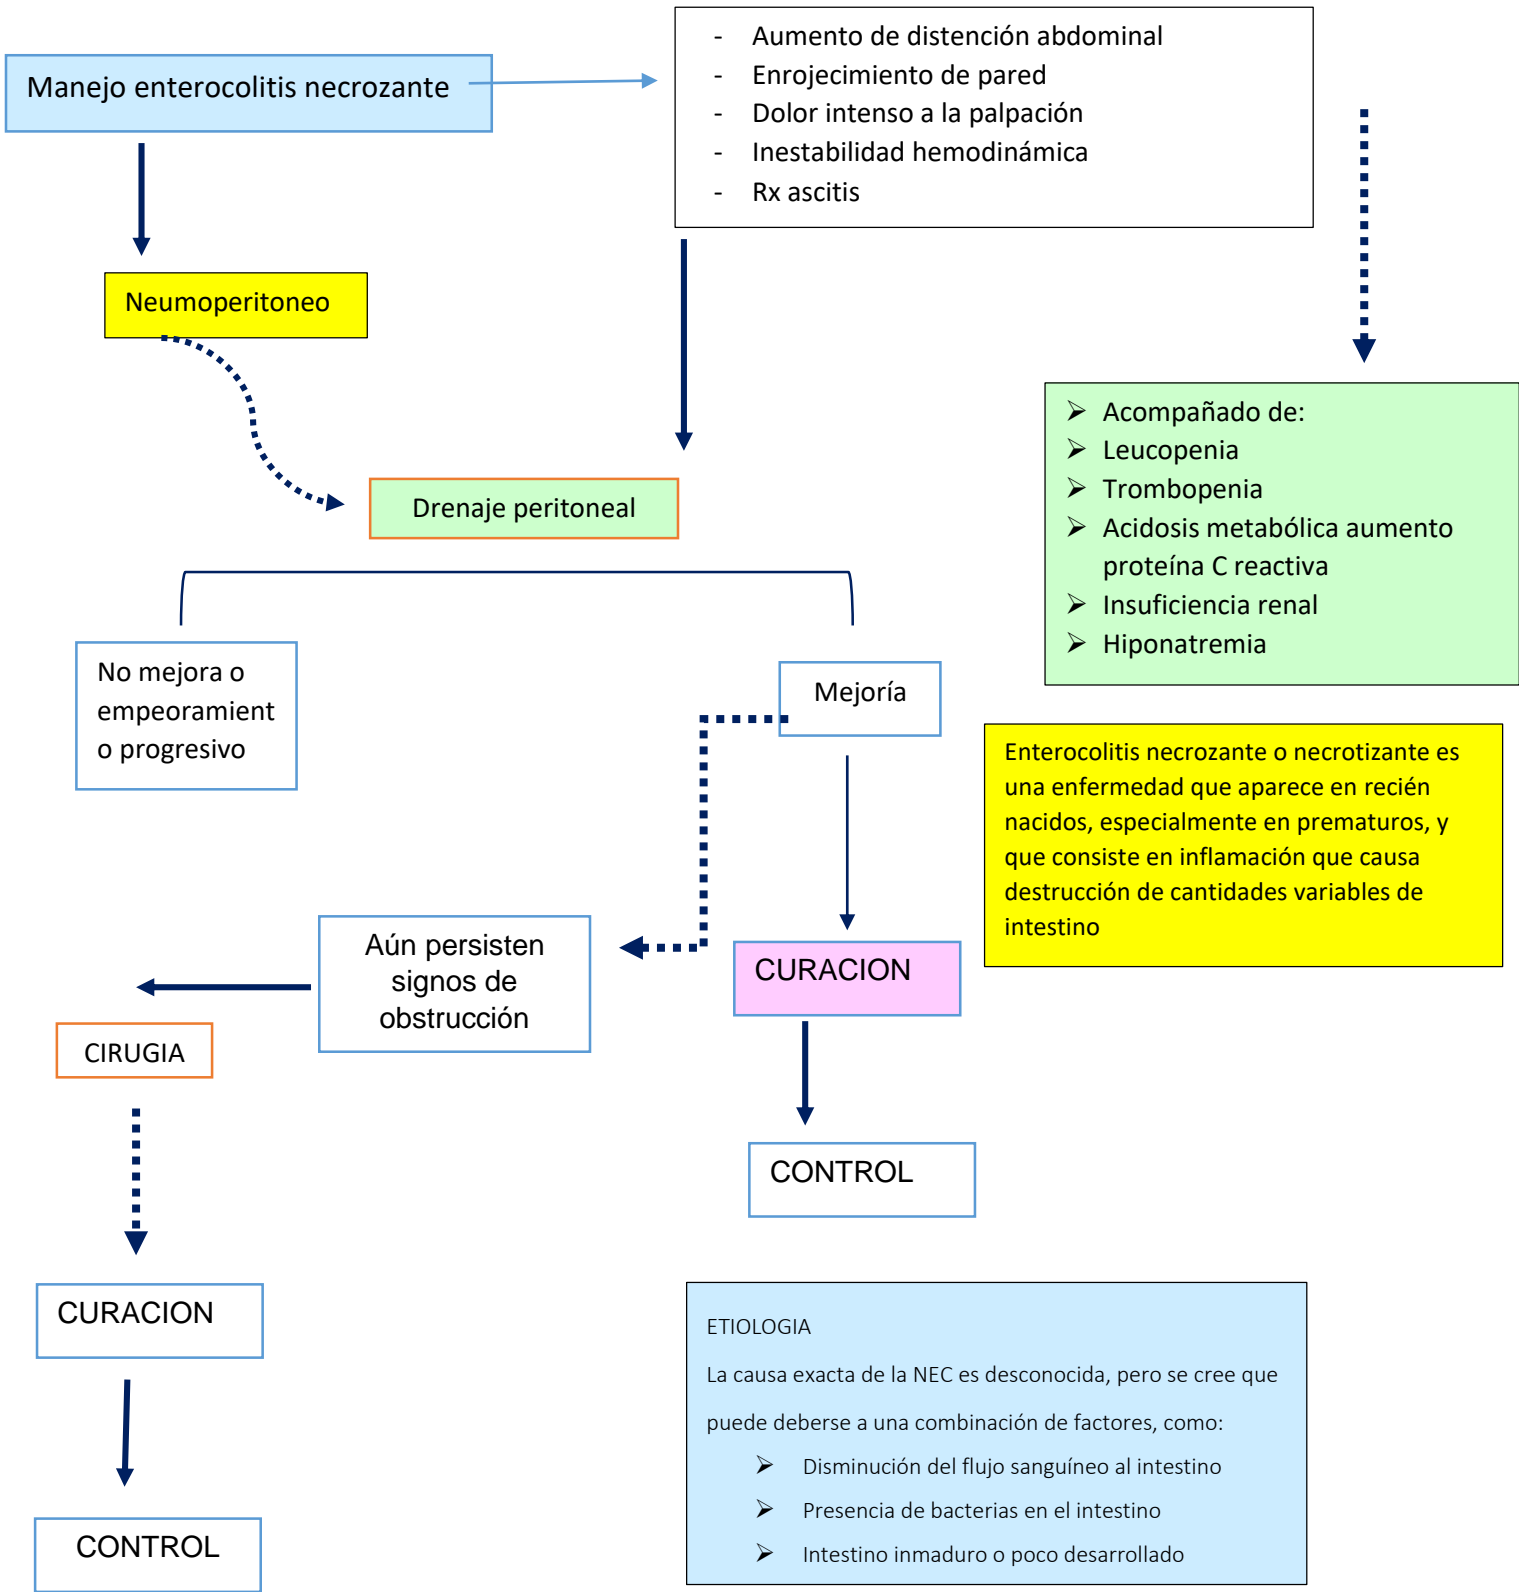 Manejo enterocolitis necrozante
- Aumento de distención abdominal
- Enrojecimiento de pared
- Dolor intenso a la palpación
- Inestabilidad hemodinámica
- Rx ascitis
Neumoperitoneo
Drenaje peritoneal
➢ Acompañado de:
➢ Leucopenia
➢ Trombopenia
➢ Acidosis metabólica aumento
proteína C reactiva
➢ Insuficiencia renal
➢ Hiponatremia
No mejora o
empeoramient
o progresivo
Mejoría
Enterocolitis necrozante o necrotizante es
una enfermedad que aparece en recién
nacidos, especialmente en prematuros, y
que consiste en inflamación que causa
destrucción de cantidades variables de
intestino
Aún persisten
signos de
obstrucción
CURACION
CIRUGIA
CONTROL
CURACION
CONTROL
ETIOLOGIA
La causa exacta de la NEC es desconocida, pero se cree que
puede deberse a una combinación de factores, como:
➢ Disminución del flujo sanguíneo al intestino
➢ Presencia de bacterias en el intestino
➢ Intestino inmaduro o poco desarrollado